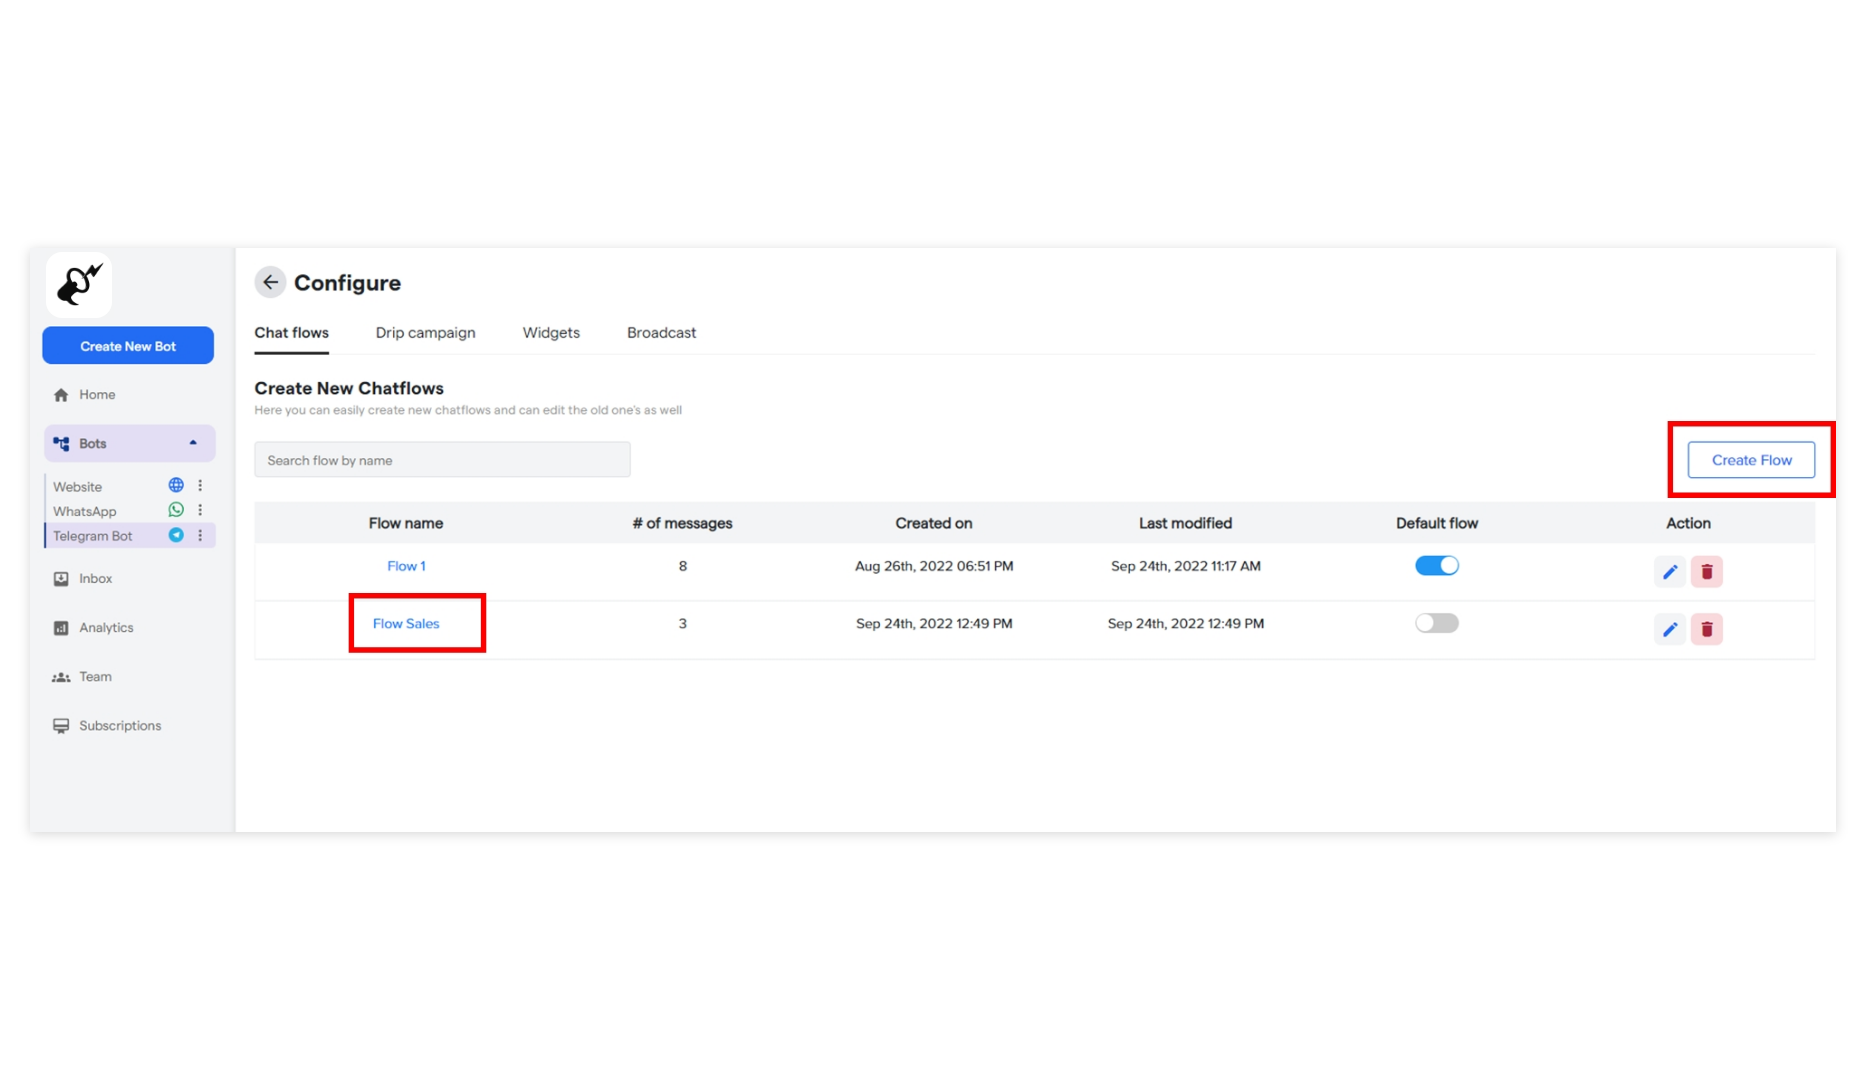 Create New Bot
Home
Bots
Website
WhatsApp
Telegram Bot
Inbox
Analytics
Team
Subscriptions
Configure
Chat flows Drip campaign Widgets Broadcast
Create New Chatflows
Here you can easily create new chatflows and can edit the old one's as well
Search flow by name
Create Flow
Flow name # of messages Created on Last modified Default flow Action
Flow 1 8 Aug 26th, 2022 06:51 PM Sep 24th, 2022 11:17 AM
Flow Sales 3 Sep 24th, 2022 12:49 PM Sep 24th, 2022 12:49 PM